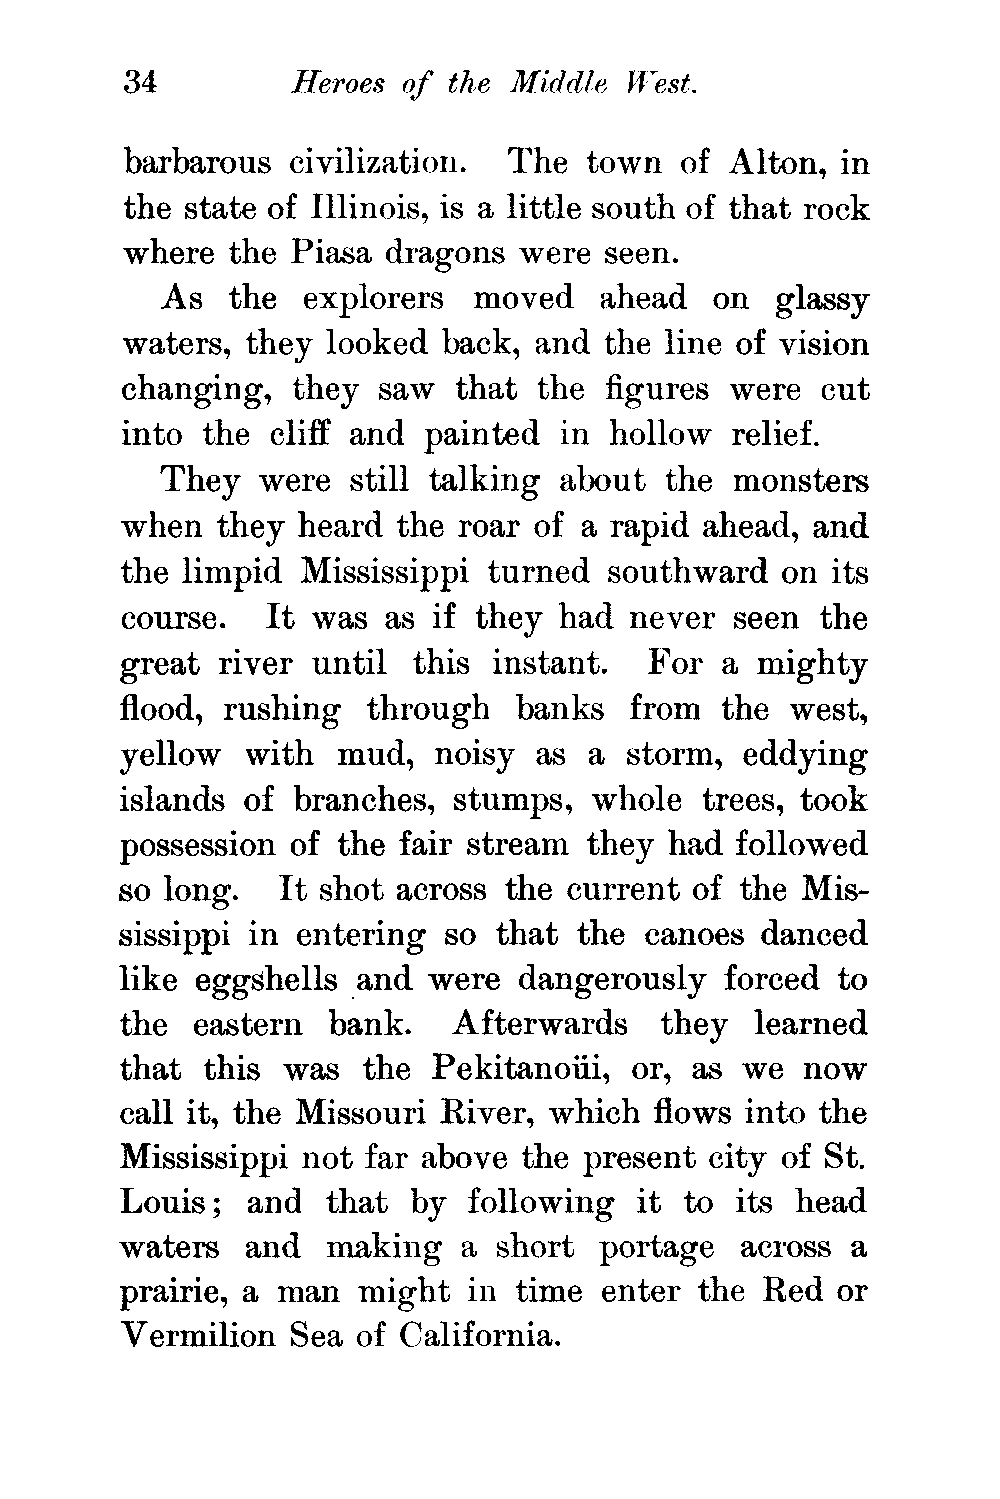 34 Heroes of the Middle West.
barbarous civilization. The town of Alton, in
the state of Illinois, is a little south of that rock
where the Piasa dragons were seen.
As the explorers moved ahead on glassy
waters, they looked back, and the line of vision
changing, they saw that the figures were cut
into the cliff and painted in hollow relief.
They were still talking about the monsters
when they heard the roar of a rapid ahead, and
the limpid Mississippi turned southward on its
course. It was as if they had never seen the
great river until this instant. For a mighty
flood, rushing through banks from the west,
yellow with mud, noisy as a storm, eddying
islands of branches, stumps, whole trees, took
possession of the fair stream they had followed
so long. It shot across the current of the Mis-
sissippi in entering so that the canoes danced
like eggshells and were dangerously forced to
the eastern bank. Afterwards they learned
that this was the Pekitanoüi, or, as we now
call it, the Missouri River, which flows into the
Mississippi not far above the present city of St.
Louis; and that by following it to its head
waters and making a short portage across a
prairie, a man might in time enter the Red or
Vermilion Sea of California.